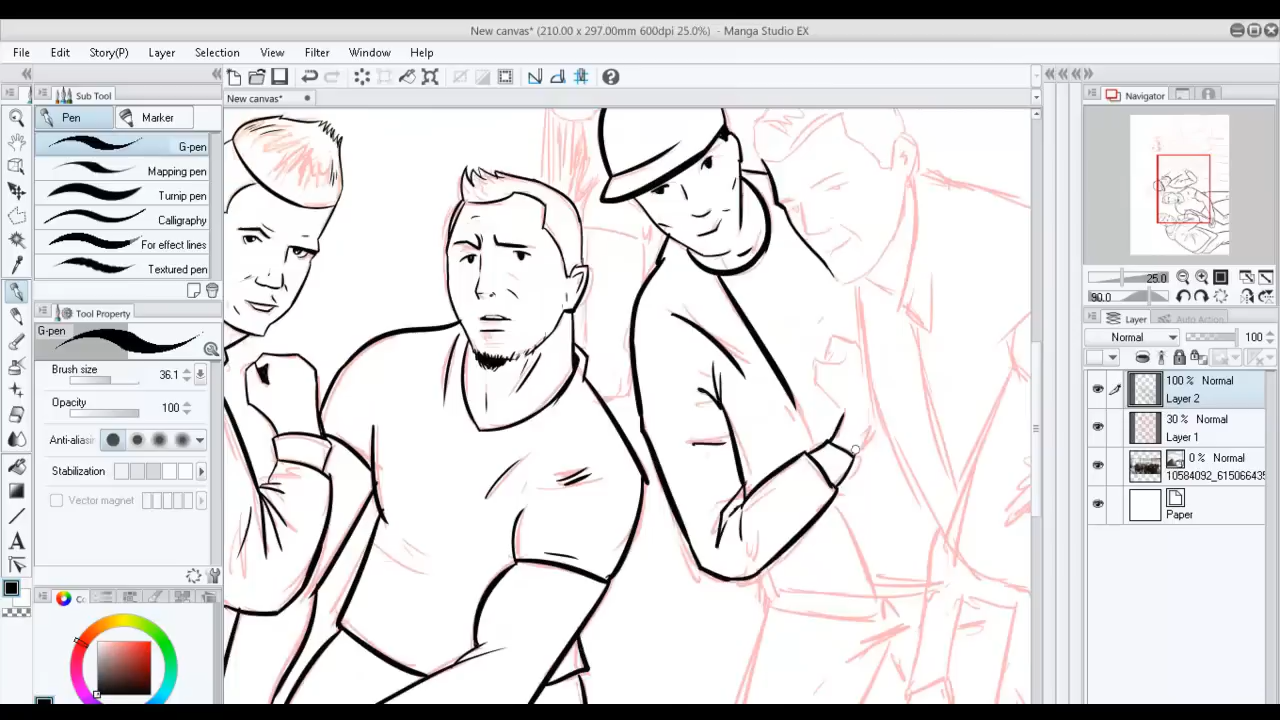 New canvas* (210.00 x 297.00mm 600dpi 25.0%) - Manga Studio EX
File Edit Story(P) Layer Selection View Filter Window Help
Sub Tool
New canvas*
Navigator
Pen Marker
G-pen
Mapping pen
Turnip pen
Calligraphy
For effect lines
Textured pen
25.0
90.0
Tool Property
Layer Auto Action
G-pen
Normal 100
Brush size 36.1
100 % Normal
Layer 2
Opacity 100
30 % Normal
Layer 1
Anti-aliasin
0 % Normal
10584092_615066435
Stabilization
Vector magnet
Paper